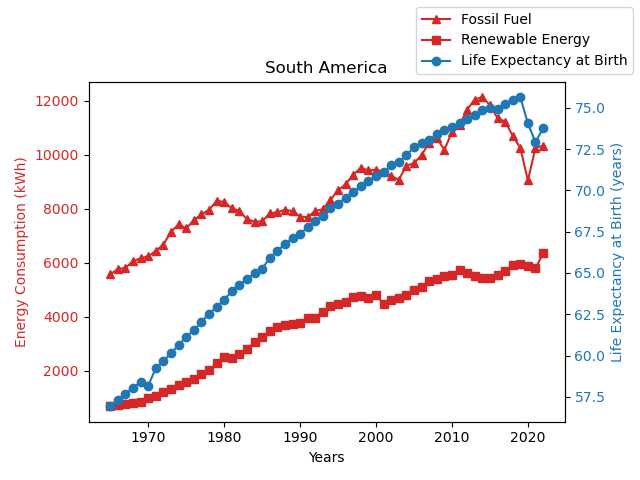 Fossil Fuel
Renewable Energy
Life Expectancy at Birth
South America
12000
10000
8000
6000
4000
2000
Energy Consumption (kWh)
75.0
72.5
70.0
67.5
65.0
62.5
60.0
57.5
Life Expectancy at Birth (years)
1970 1980 1990 2000 2010 2020
Years